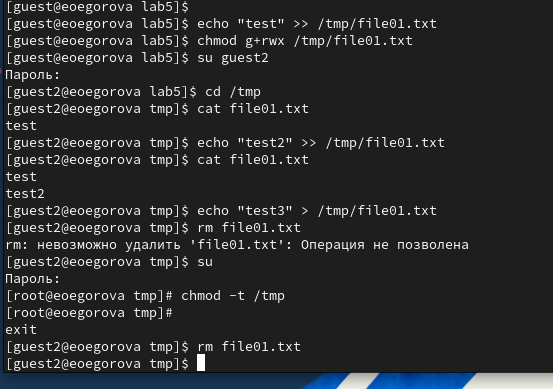 [guest@eoegorova lab5]$
[guest@eoegorova lab5]$ echo "test" >> /tmp/file01.txt
[guest@eoegorova lab5]$ chmod g+rwx /tmp/file01.txt
[guest@eoegorova lab5]$ su guest2
Пароль:
[guest2@eoegorova lab5]$ cd /tmp
[guest2@eoegorova tmp]$ cat file01.txt
test
[guest2@eoegorova tmp]$ echo "test2" >> /tmp/file01.txt
[guest2@eoegorova tmp]$ cat file01.txt
test
test2
[guest2@eoegorova tmp]$ echo "test3" > /tmp/file01.txt
[guest2@eoegorova tmp]$ rm file01.txt
rm: невозможно удалить 'file01.txt': Операция не позволена
[guest2@eoegorova tmp]$ su
Пароль:
[root@eoegorova tmp]# chmod -t /tmp
[root@eoegorova tmp]#
exit
[guest2@eoegorova tmp]$ rm file01.txt
[guest2@eoegorova tmp]$